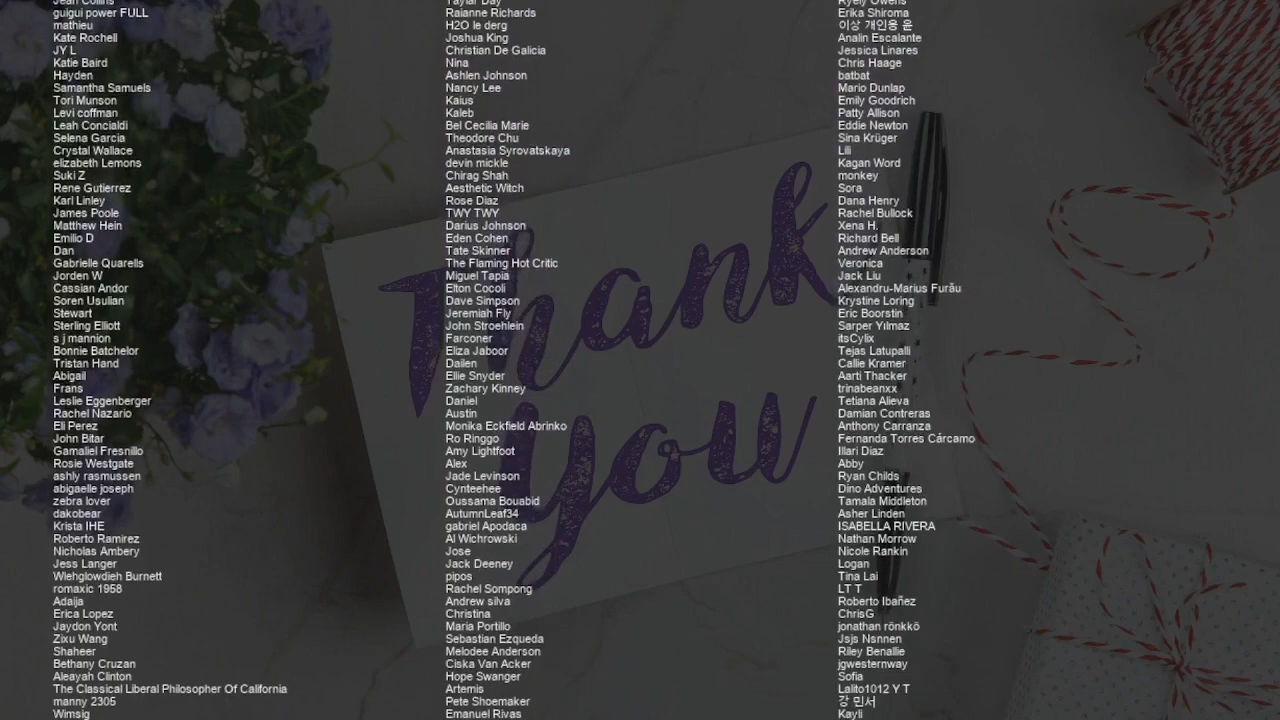 Jean Collins
guigui power FULL
mathieu
Kate Rochell
JY L
Katie Baird
Hayden
Samantha Samuels
Tori Munson
Levi coffman
Leah Concialdi
Selena Garcia
Crystal Wallace
elizabeth Lemons
Suki Z
Rene Gutierrez
Karl Linley
James Poole
Matthew Hein
Emilio D
Dan
Gabrielle Quarells
Jorden W
Cassian Andor
Soren Usulian
Stewart
Sterling Elliott
s j mannion
Bonnie Batchelor
Tristan Hand
Abigail
Frans
Leslie Eggenberger
Rachel Nazario
Eli Perez
John Bitar
Gamaliel Fresnillo
Rosie Westgate
ashly rasmussen
abigaelle joseph
zebra lover
dakobear
Krista IHE
Roberto Ramirez
Nicholas Ambery
Jess Langer
Wlehglowdieh Burnett
romaxic 1958
Adaija
Erica Lopez
Jaydon Yont
Zixu Wang
Shaheer
Bethany Cruzan
Aleayah Clinton
The Classical Liberal Philosopher Of California
manny 2305
Wimsig
Taylar Day
Raianne Richards
H2O le derg
Joshua King
Christian De Galicia
Nina
Ashlen Johnson
Nancy Lee
Kaius
Kaleb
Bel Cecilia Marie
Theodore Chu
Anastasia Syrovatskaya
devin mickle
Chirag Shah
Aesthetic Witch
Rose Diaz
TWY TWY
Darius Johnson
Eden Cohen
Tate Skinner
The Flaming Hot Critic
Miguel Tapia
Elton Cocoli
Dave Simpson
Jeremiah Fly
John Stroehlein
Farconer
Eliza Jaboor
Dailen
Ellie Snyder
Zachary Kinney
Daniel
Austin
Monika Eckfield Abrinko
Ro Ringgo
Amy Lightfoot
Alex
Jade Levinson
Cynteehee
Oussama Bouabid
AutumnLeaf34
gabriel Apodaca
Al Wichrowski
Jose
Jack Deeney
pipos
Rachel Sompong
Andrew silva
Christina
Maria Portillo
Sebastian Ezqueda
Melodee Anderson
Ciska Van Acker
Hope Swanger
Artemis
Pete Shoemaker
Emanuel Rivas
Ryely Owens
Erika Shiroma
이상 개인용 윤
Analin Escalante
Jessica Linares
Chris Haage
batbat
Mario Dunlap
Emily Goodrich
Patty Allison
Eddie Newton
Sina Krüger
Lili
Kagan Word
monkey
Sora
Dana Henry
Rachel Bullock
Xena H.
Richard Bell
Andrew Anderson
Veronica
Jack Liu
Alexandru-Marius Furău
Krystine Loring
Eric Boorstin
Sarper Yılmaz
itsCylix
Tejas Latupalli
Callie Kramer
Aarti Thacker
trinabeanxx
Tetiana Alieva
Damian Contreras
Anthony Carranza
Fernanda Torres Cárcamo
Illari Diaz
Abby
Ryan Childs
Dino Adventures
Tamala Middleton
Asher Linden
ISABELLA RIVERA
Nathan Morrow
Nicole Rankin
Logan
Tina Lai
LT T
Roberto Ibañez
ChrisG
jonathan rönkkö
Jsjs Nsnnen
Riley Benallie
jgwesternway
Sofia
Lalito1012 Y T
강 민서
Kayli
Thank
you